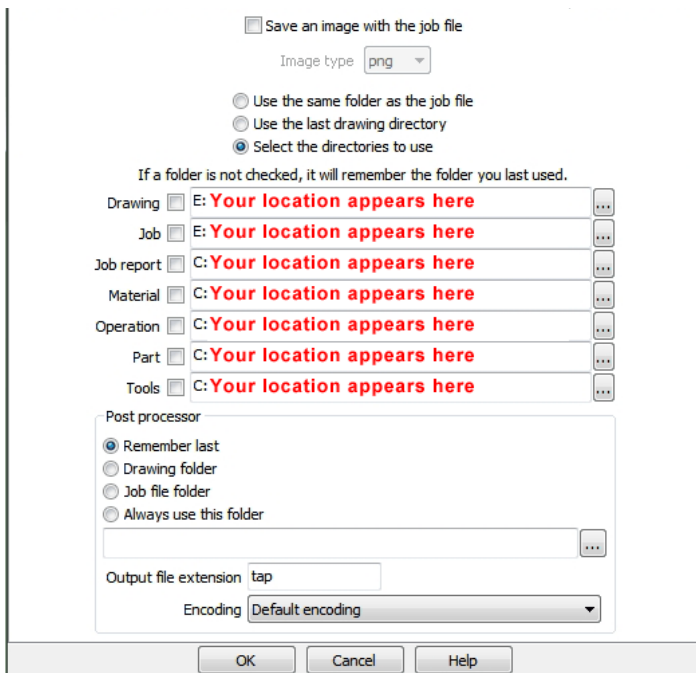 Save an image with the job file
Image type png
Use the same folder as the job file
Use the last drawing directory
Select the directories to use
If a folder is not checked, it will remember the folder you last used.
Drawing E: Your location appears here ...
Job E: Your location appears here ...
Job report C: Your location appears here ...
Material C: Your location appears here ...
Operation C: Your location appears here ...
Part C: Your location appears here ...
Tools C: Your location appears here ...
Post processor
Remember last
Drawing folder
Job file folder
Always use this folder
...
Output file extension tap
Encoding Default encoding
OK Cancel Help